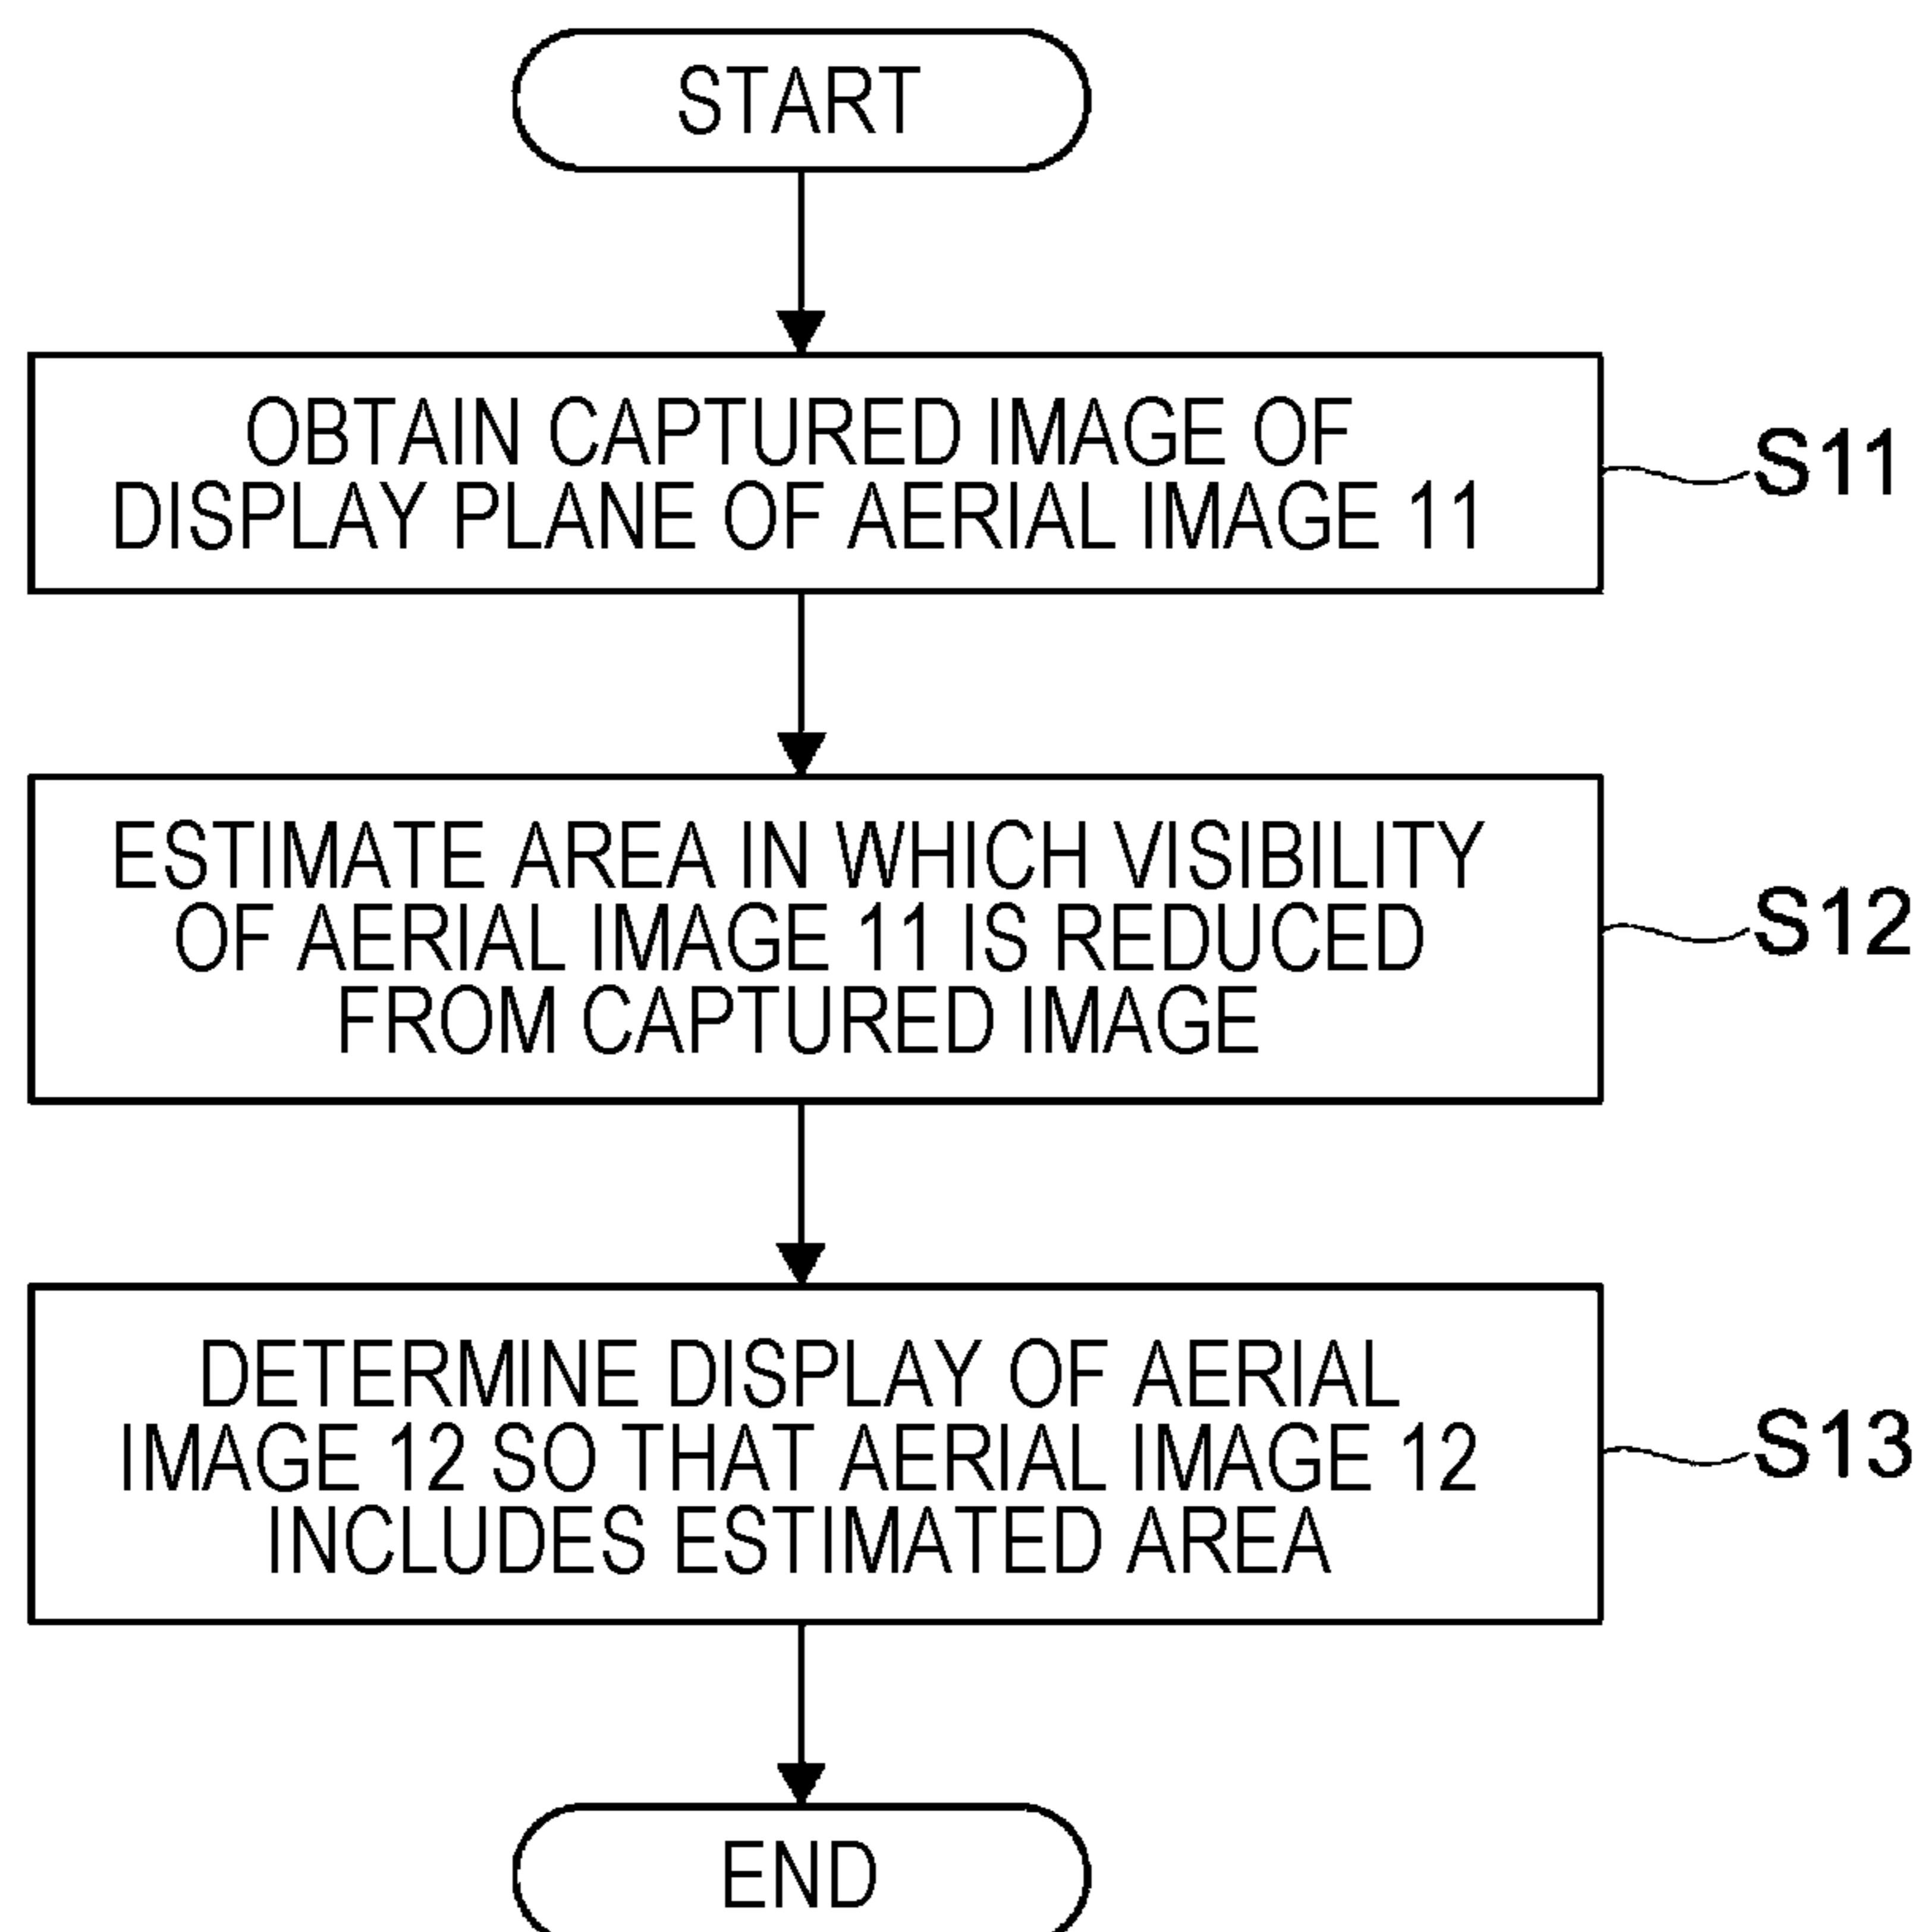 START
OBTAIN CAPTURED IMAGE OF
DISPLAY PLANE OF AERIAL IMAGE 11
S11
ESTIMATE AREA IN WHICH VISIBILITY
OF AERIAL IMAGE 11 IS REDUCED
FROM CAPTURED IMAGE
S12
DETERMINE DISPLAY OF AERIAL
IMAGE 12 SO THAT AERIAL IMAGE 12
INCLUDES ESTIMATED AREA
S13
END